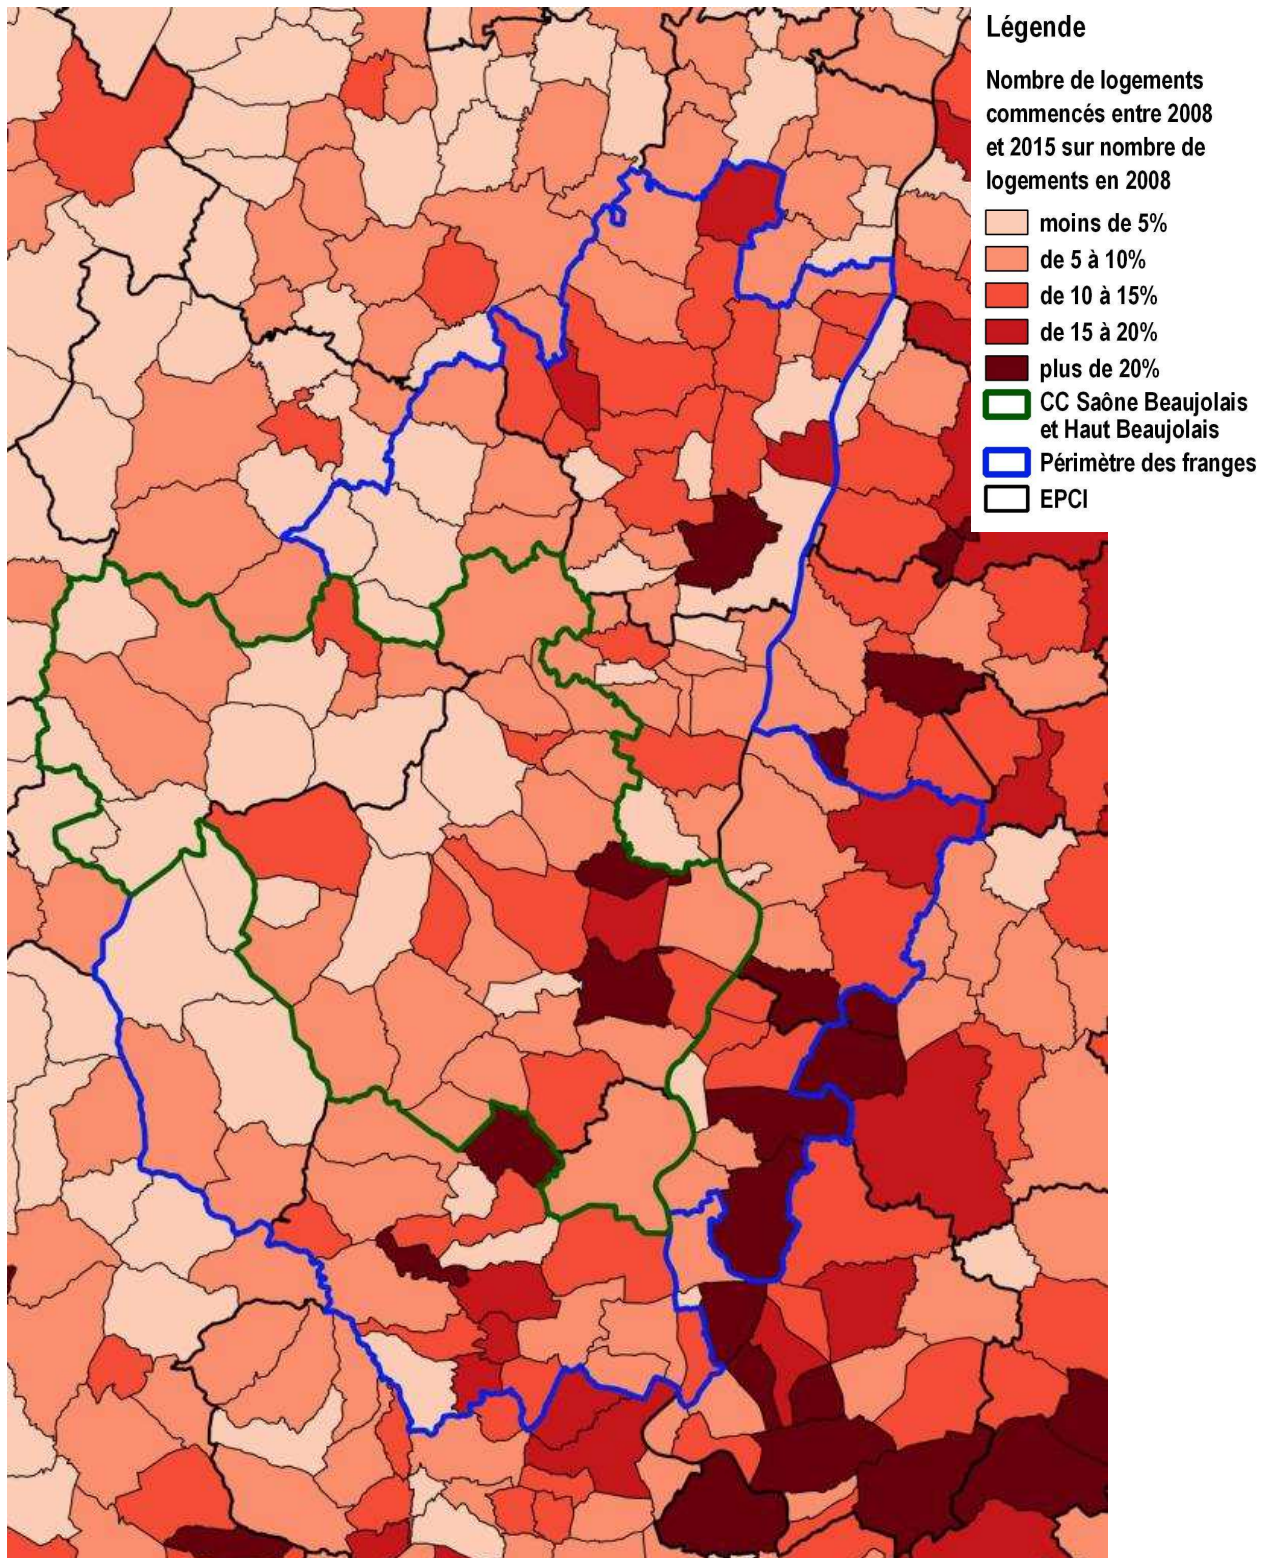 Légende
Nombre de logements
commencés entre 2008
et 2015 sur nombre de
logements en 2008
moins de 5%
de 5 à 10%
de 10 à 15%
de 15 à 20%
plus de 20%
CC Saône Beaujolais
et Haut Beaujolais
Périmètre des franges
EPCI